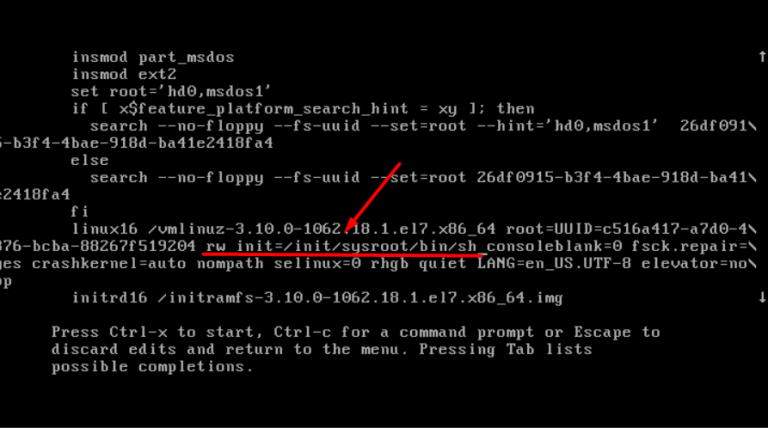 insmod part_msdos
insmod ext2
set root='hd0,msdos1'
if [ x$feature_platform_search_hint = xy ]; then
search --no-floppy --fs-uuid --set=root --hint='hd0,msdos1'  26df091\
5-b3f4-4bae-918d-ba41e2418fa4
else
search --no-floppy --fs-uuid --set=root 26df0915-b3f4-4bae-918d-ba41\
e2418fa4
fi
linux16 /vmlinuz-3.10.0-1062.18.1.el7.x86_64 root=UUID=c516a417-a7d0-4\
876-bcba-88267f519204 rw init=/init/sysroot/bin/sh consoleblank=0 fsck.repair=\
yes crashkernel=auto nompath selinux=0 rhgb quiet LANG=en_US.UTF-8 elevator=no\
op
initrd16 /initramfs-3.10.0-1062.18.1.el7.x86_64.img
Press Ctrl-x to start, Ctrl-c for a command prompt or Escape to
discard edits and return to the menu. Pressing Tab lists
possible completions.